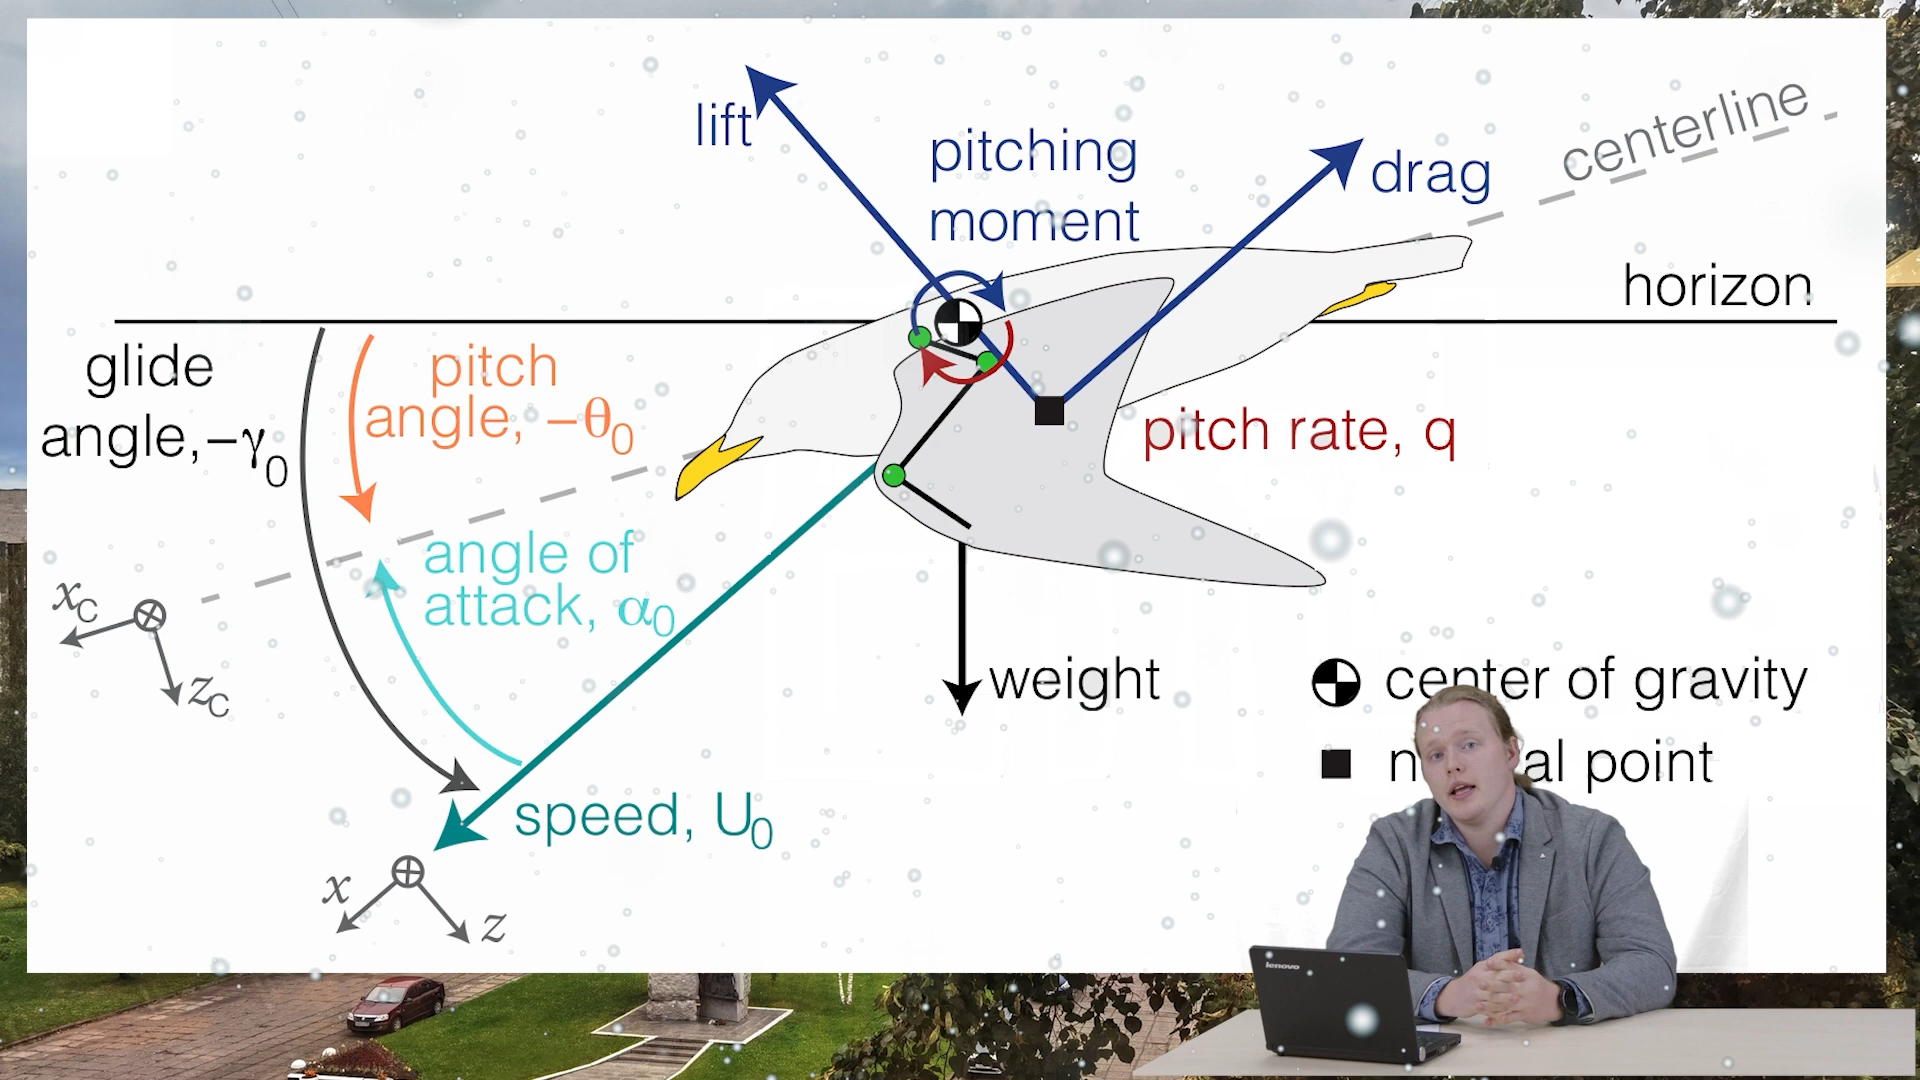 lift
pitching
moment
drag
centerline
horizon
glide
angle,−γ0
pitch
angle, −θ0
pitch rate, q
angle of
attack, α0
xC
zC
weight
center of gravity
point
speed, U0
x
z
lenovo